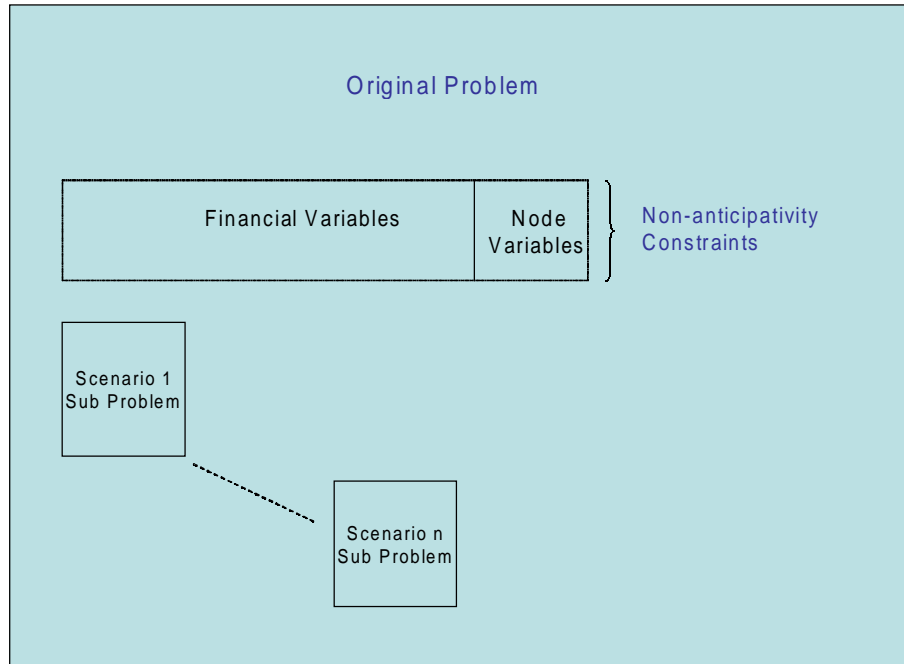 Original Problem
Financial Variables
Node
Variables
Non-anticipativity
Constraints
Scenario 1
Sub Problem
Scenario n
Sub Problem